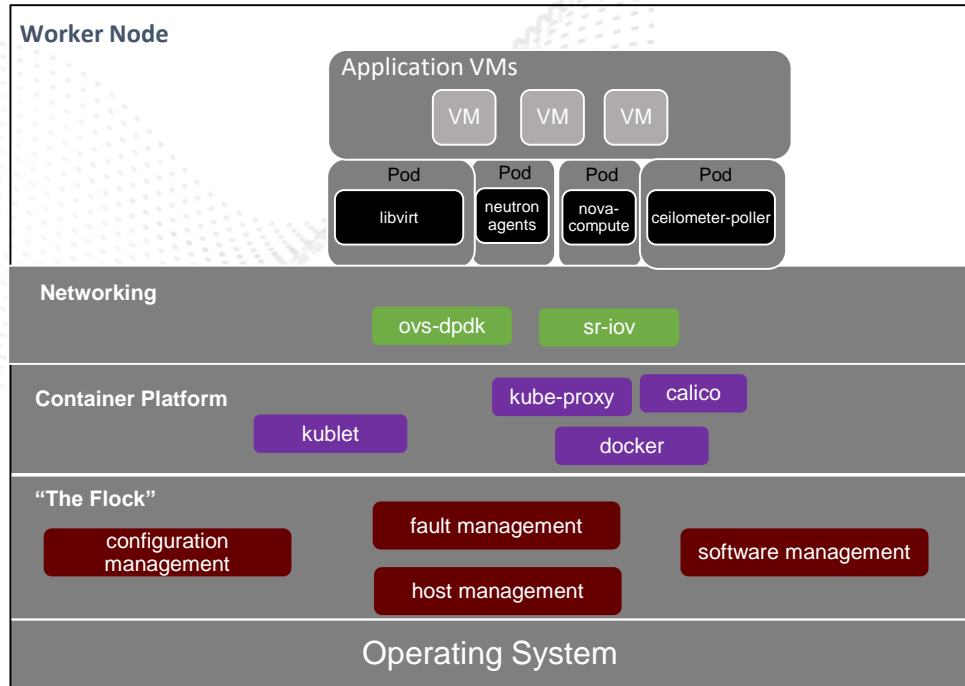 Worker Node
Application VMs
VM VM VM
Pod Pod Pod Pod
libvirt
neutron
agents
nova-
compute
ceilometer-poller
Networking
ovs-dpdk
sr-iov
Container Platform
kube-proxy
calico
kublet
docker
“The Flock”
configuration
management
fault management
software management
host management
Operating System